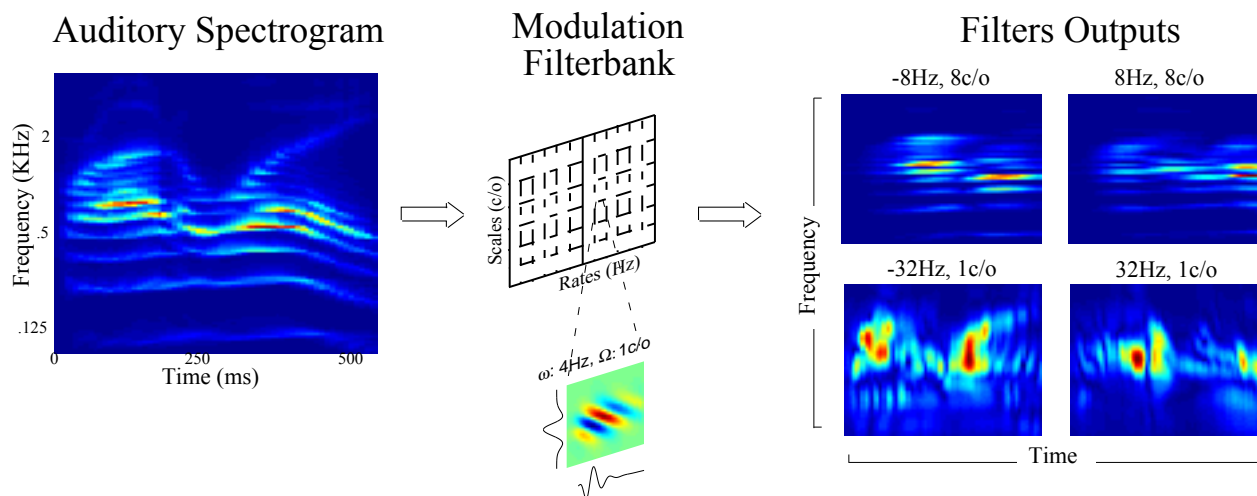 Auditory Spectrogram
Frequency (KHz)
2
.5
.125
0
250
500
Time (ms)
Modulation
Filterbank
Scales (c/o)
Rates (Hz)
ω: 4Hz, Ω: 1c/o
Filters Outputs
-8Hz, 8c/o
8Hz, 8c/o
-32Hz, 1c/o
32Hz, 1c/o
Frequency
Time